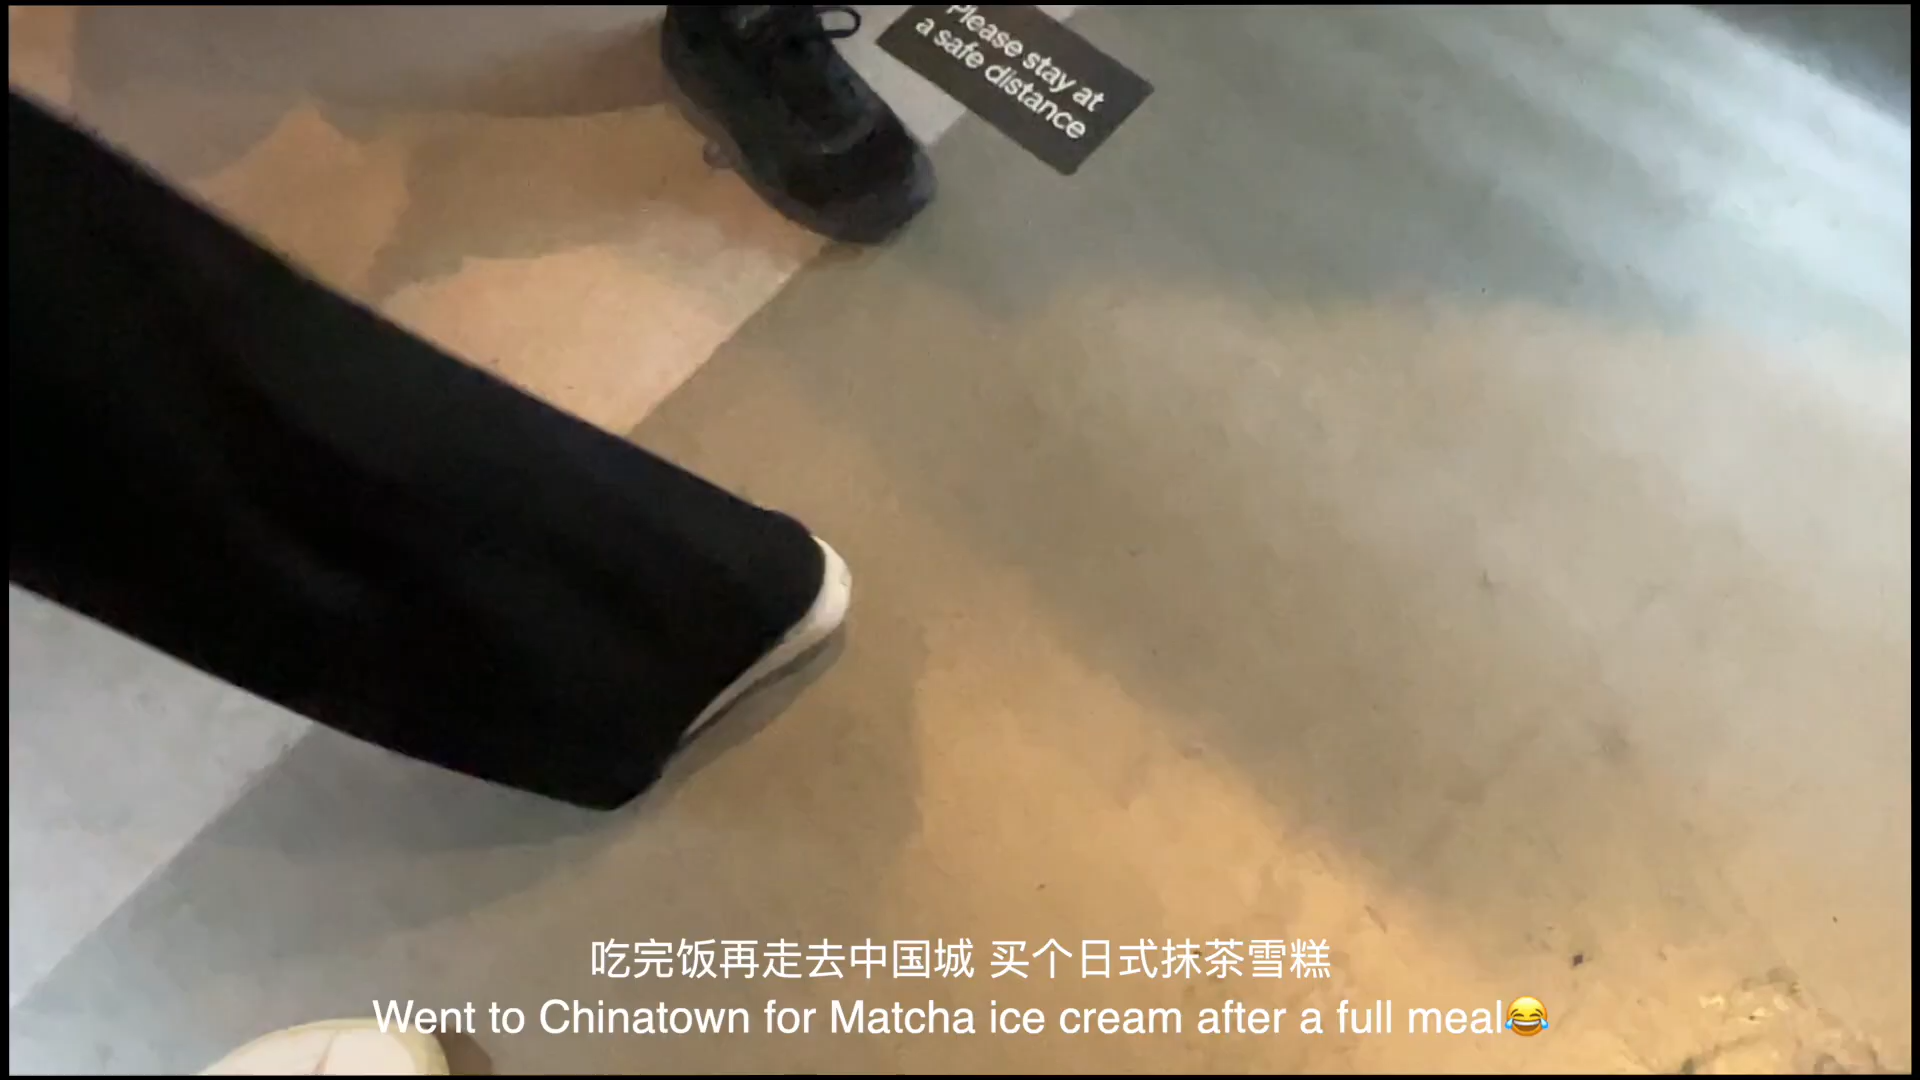 Please stay at
a safe distance
吃完饭再走去中国城 买个日式抹茶雪糕
Went to Chinatown for Matcha ice cream after a full meal😂